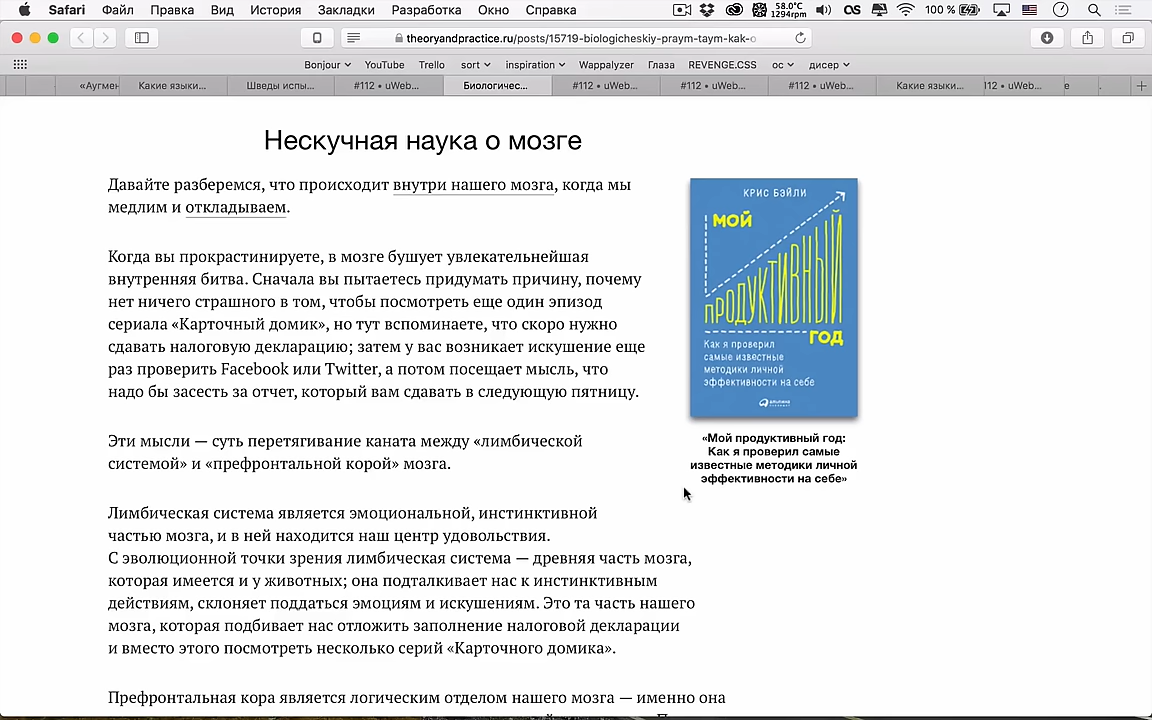 Safari Файл Правка Вид История Закладки Разработка Окно Справка 58.0°C 1294rpm 100 %
theoryandpractice.ru/posts/15719-biologicheskiy-praym-taym-kak-o
Bonjour YouTube Trello sort inspiration Wappalyzer Глаза REVENGE.CSS ос дисер
«Аугмен Какие языки... Шведы испы... #112 • uWeb... Биологичес... #112 • uWeb... #112 • uWeb... #112 • uWeb... Какие языки... 112 • uWeb...
Нескучная наука о мозге
Давайте разберемся, что происходит внутри нашего мозга, когда мы
медлим и откладываем.
Когда вы прокрастинируете, в мозге бушует увлекательнейшая
внутренняя битва. Сначала вы пытаетесь придумать причину, почему
нет ничего страшного в том, чтобы посмотреть еще один эпизод
сериала «Карточный домик», но тут вспоминаете, что скоро нужно
сдавать налоговую декларацию; затем у вас возникает искушение еще
раз проверить Facebook или Twitter, а потом посещает мысль, что
надо бы засесть за отчет, который вам сдавать в следующую пятницу.
Эти мысли — суть перетягивание каната между «лимбической
системой» и «префронтальной корой» мозга.
Лимбическая система является эмоциональной, инстинктивной
частью мозга, и в ней находится наш центр удовольствия.
С эволюционной точки зрения лимбическая система — древняя часть мозга,
которая имеется и у животных; она подталкивает нас к инстинктивным
действиям, склоняет поддаться эмоциям и искушениям. Это та часть нашего
мозга, которая подбивает нас отложить заполнение налоговой декларации
и вместо этого посмотреть несколько серий «Карточного домика».
Префронтальная кора является логическим отделом нашего мозга — именно она
КРИС БЭЙЛИ
МОЙ
ПРОДУКТИВНЫЙ
ГОД
Как я проверил
самые известные
методики личной
эффективности на себе
«Мой продуктивный год:
Как я проверил самые
известные методики личной
эффективности на себе»